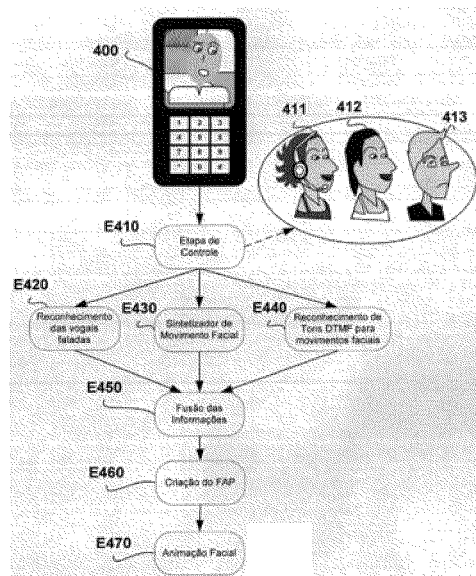 400
1 2 3
4 5 6
7 8 9
* 0 #
411
412
413
E410
Etapa de
Controle
E420
Reconhecimento
das vogais
faladas
E430
Sintetizador de
Movimento Facial
E440
Reconhecimento de
Tons DTMF para
movimentos faciais
E450
Fusão das
Informações
E460
Criação do FAP
E470
Animação Facial